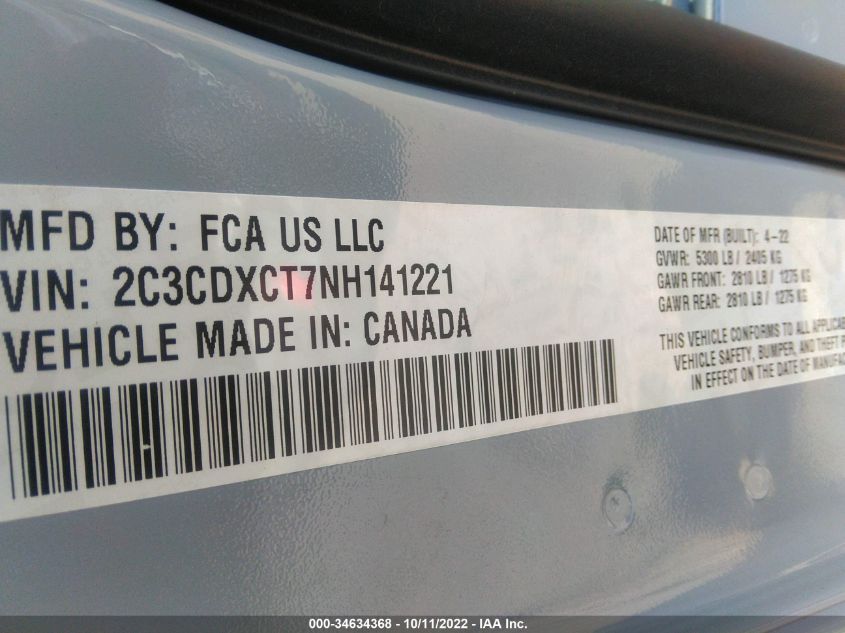 MFD BY: FCA US LLC
VIN: 2C3CDXCT7NH141221
VEHICLE MADE IN: CANADA
DATE OF MFR (BUILT): 4-22
GVWR: 5300 LB / 2405 KG
GAWR FRONT: 2810 LB / 1275 KG
GAWR REAR: 2810 LB / 1275 KG
THIS VEHICLE CONFORMS TO ALL
VEHICLE SAFETY, BUMPER, AND THEFT
IN EFFECT ON THE DATE OF
000-34634368 - 10/11/2022 - IAA Inc.